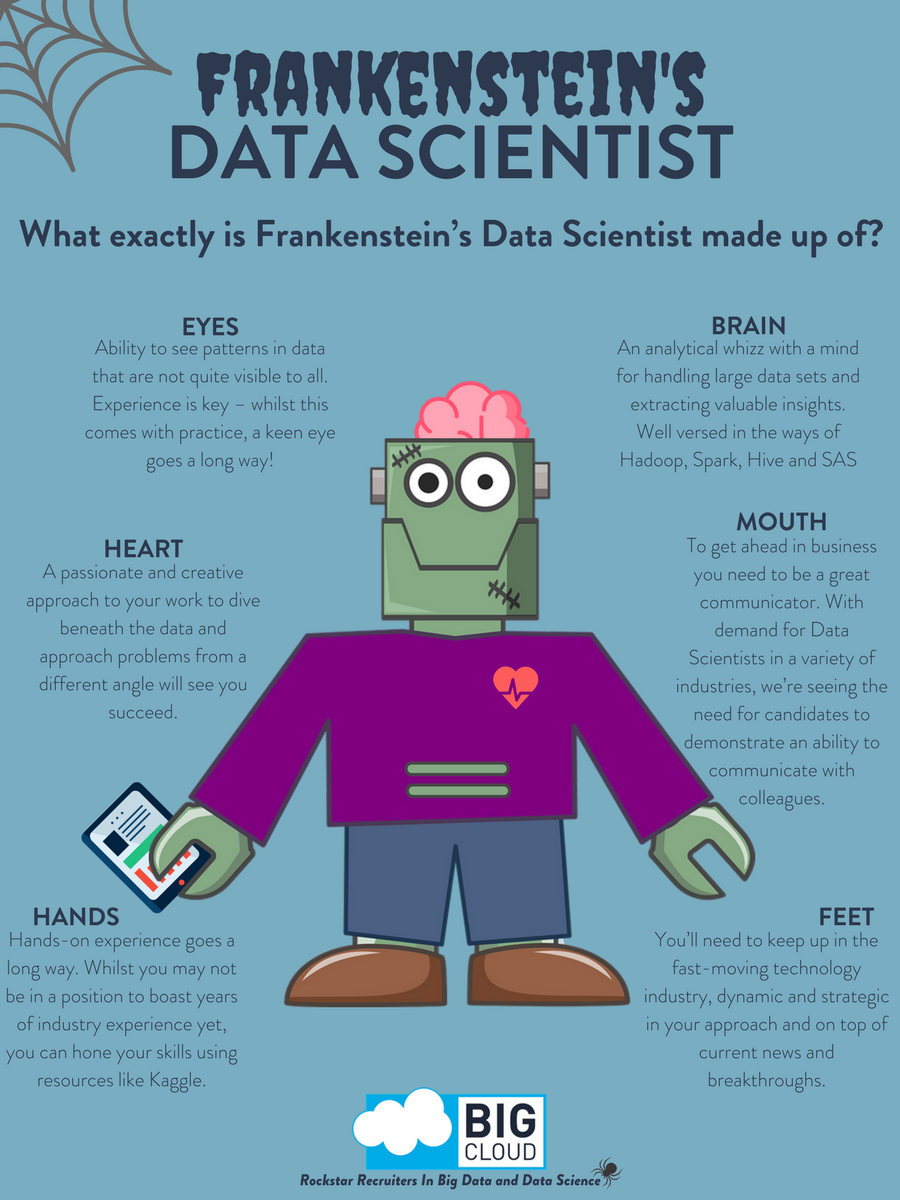 FRANKENSTEIN'S
DATA SCIENTIST
What exactly is Frankenstein's Data Scientist made up of?
EYES
Ability to see patterns in data
that are not quite visible to all.
Experience is key – whilst this
comes with practice, a keen eye
goes a long way!
BRAIN
An analytical whizz with a mind
for handling large data sets and
extracting valuable insights.
Well versed in the ways of
Hadoop, Spark, Hive and SAS
HEART
A passionate and creative
approach to your work to dive
beneath the data and
approach problems from a
different angle will see you
succeed.
MOUTH
To get ahead in business
you need to be a great
communicator. With
demand for Data
Scientists in a variety of
industries, we're seeing the
need for candidates to
demonstrate an ability to
communicate with
colleagues.
HANDS
Hands-on experience goes a
long way. Whilst you may not
be in a position to boast years
of industry experience yet,
you can hone your skills using
resources like Kaggle.
FEET
You'll need to keep up in the
fast-moving technology
industry, dynamic and strategic
in your approach and on top of
current news and
breakthroughs.
BIG
CLOUD
Rockstar Recruiters In Big Data and Data Science